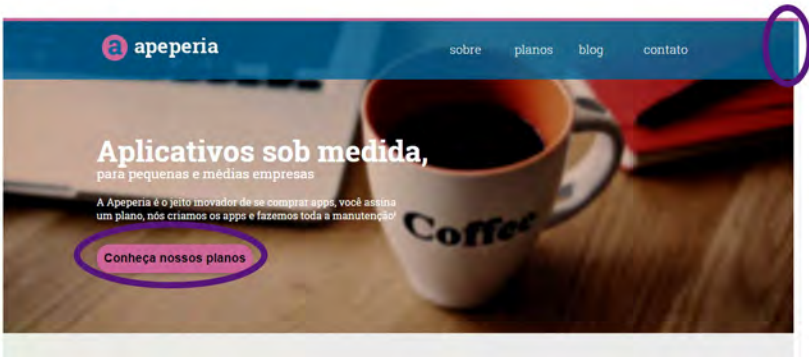 a apeperia
sobre planos blog contato
Aplicativos sob medida,
para pequenas e médias empresas
A Apeperia é o jeito movador de se comprar apps, você assina
um plano, nós criamos os apps e fazemos toda a manutenção!
Conheça nossos planos
Coffee